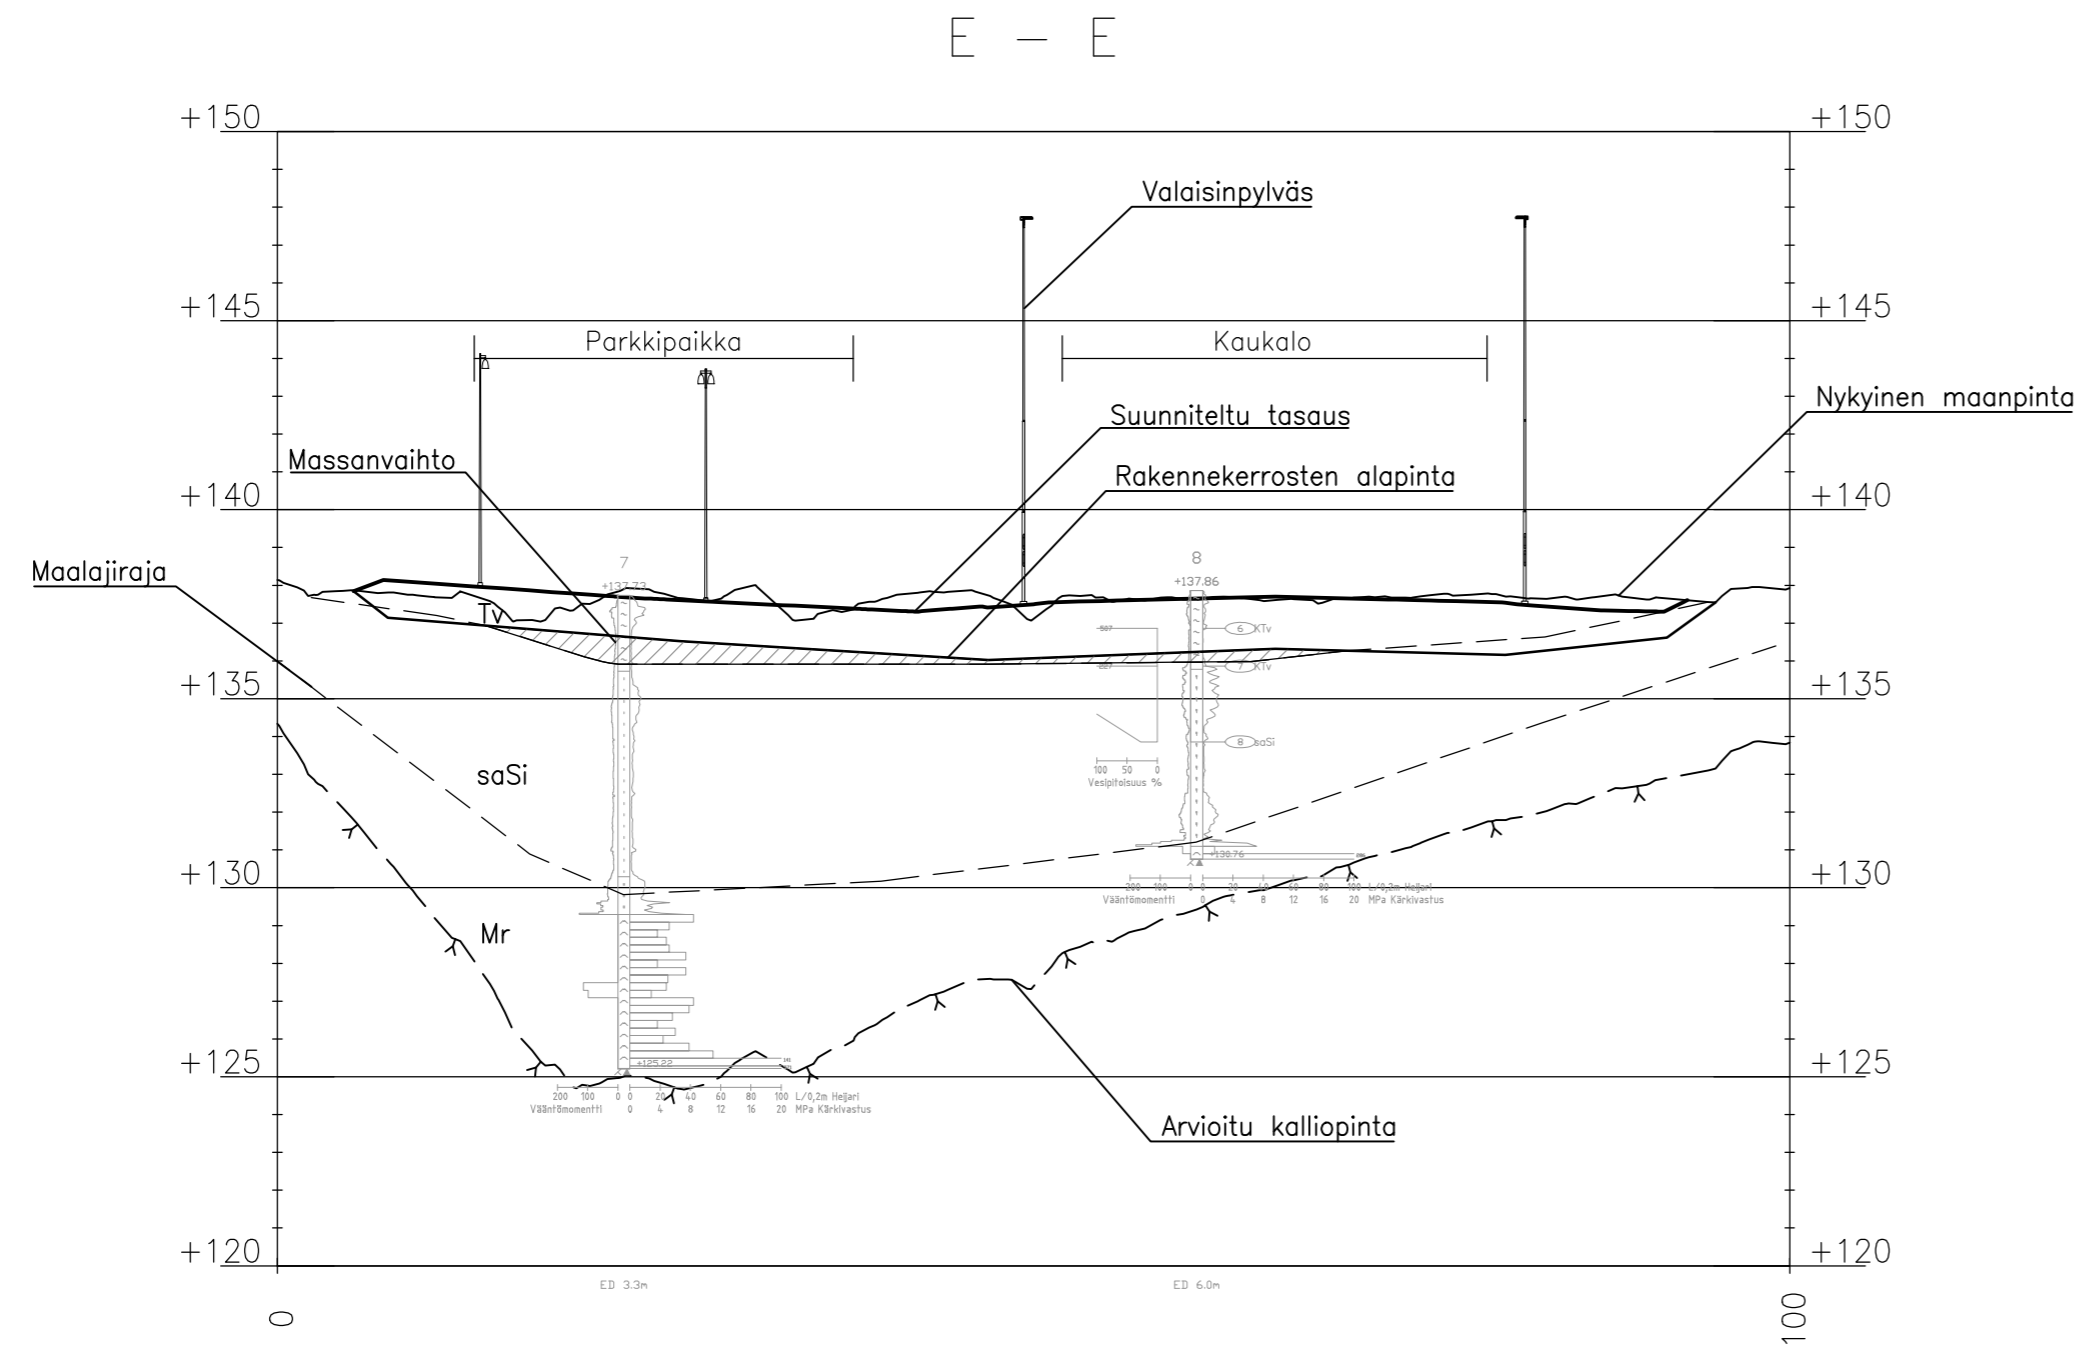 E – E
+150 +150
Valaisinpylväs
+145 +145
Parkkipaikka Kaukalo
Nykyinen maanpinta
Suunniteltu tasaus
Massanvaihto
Rakennekerrosten alapinta
+140 +140
Maalajiraja
7 8
+137.73 +137.86
Tv
507 6 KTv
227 7 KTv
+135 +135
8 saSi
100 50 0
Vesipitoisuus %
saSi
+130.76
+130 +130
200 100 0 0 20 40 60 80 100 L/0,2m Heijari
Vääntömomentti 0 4 8 12 16 20 MPa Kärkivastus
Mr
+125.22
+125 +125
200 100 0 0 20 40 60 80 100 L/0,2m Heijari
Vääntömomentti 0 4 8 12 16 20 MPa Kärkivastus
Arvioitu kalliopinta
+120 +120
ED 3.3m ED 6.0m
0 100